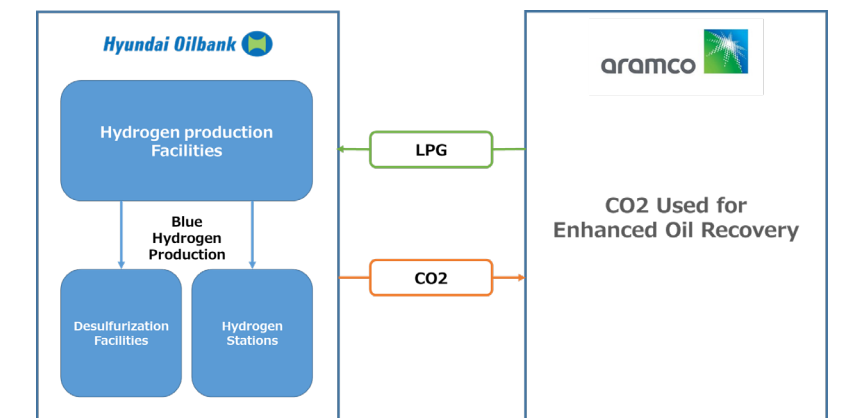 Hyundai Oilbank
aramco
Hydrogen production
Facilities
LPG
Blue
Hydrogen
Production
CO2 Used for
Enhanced Oil Recovery
CO2
Desulfurization
Facilities
Hydrogen
Stations